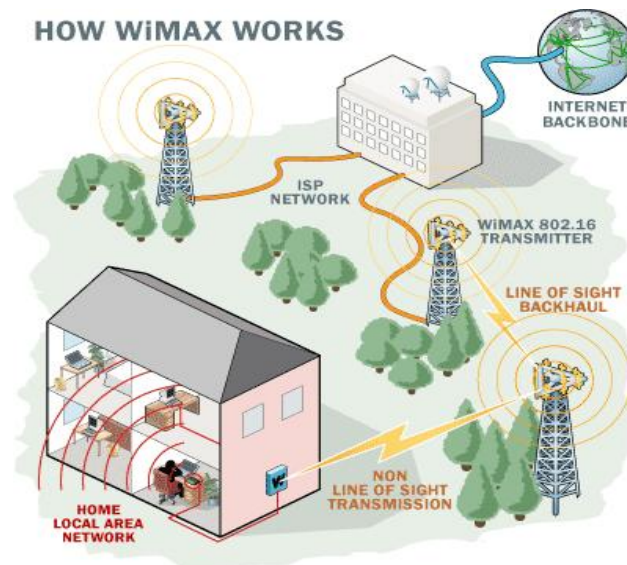 HOW WiMAX WORKS
INTERNET
BACKBONE
ISP
NETWORK
WiMAX 802.16
TRANSMITTER
LINE OF SIGHT
BACKHAUL
NON
LINE OF SIGHT
TRANSMISSION
HOME
LOCAL AREA
NETWORK